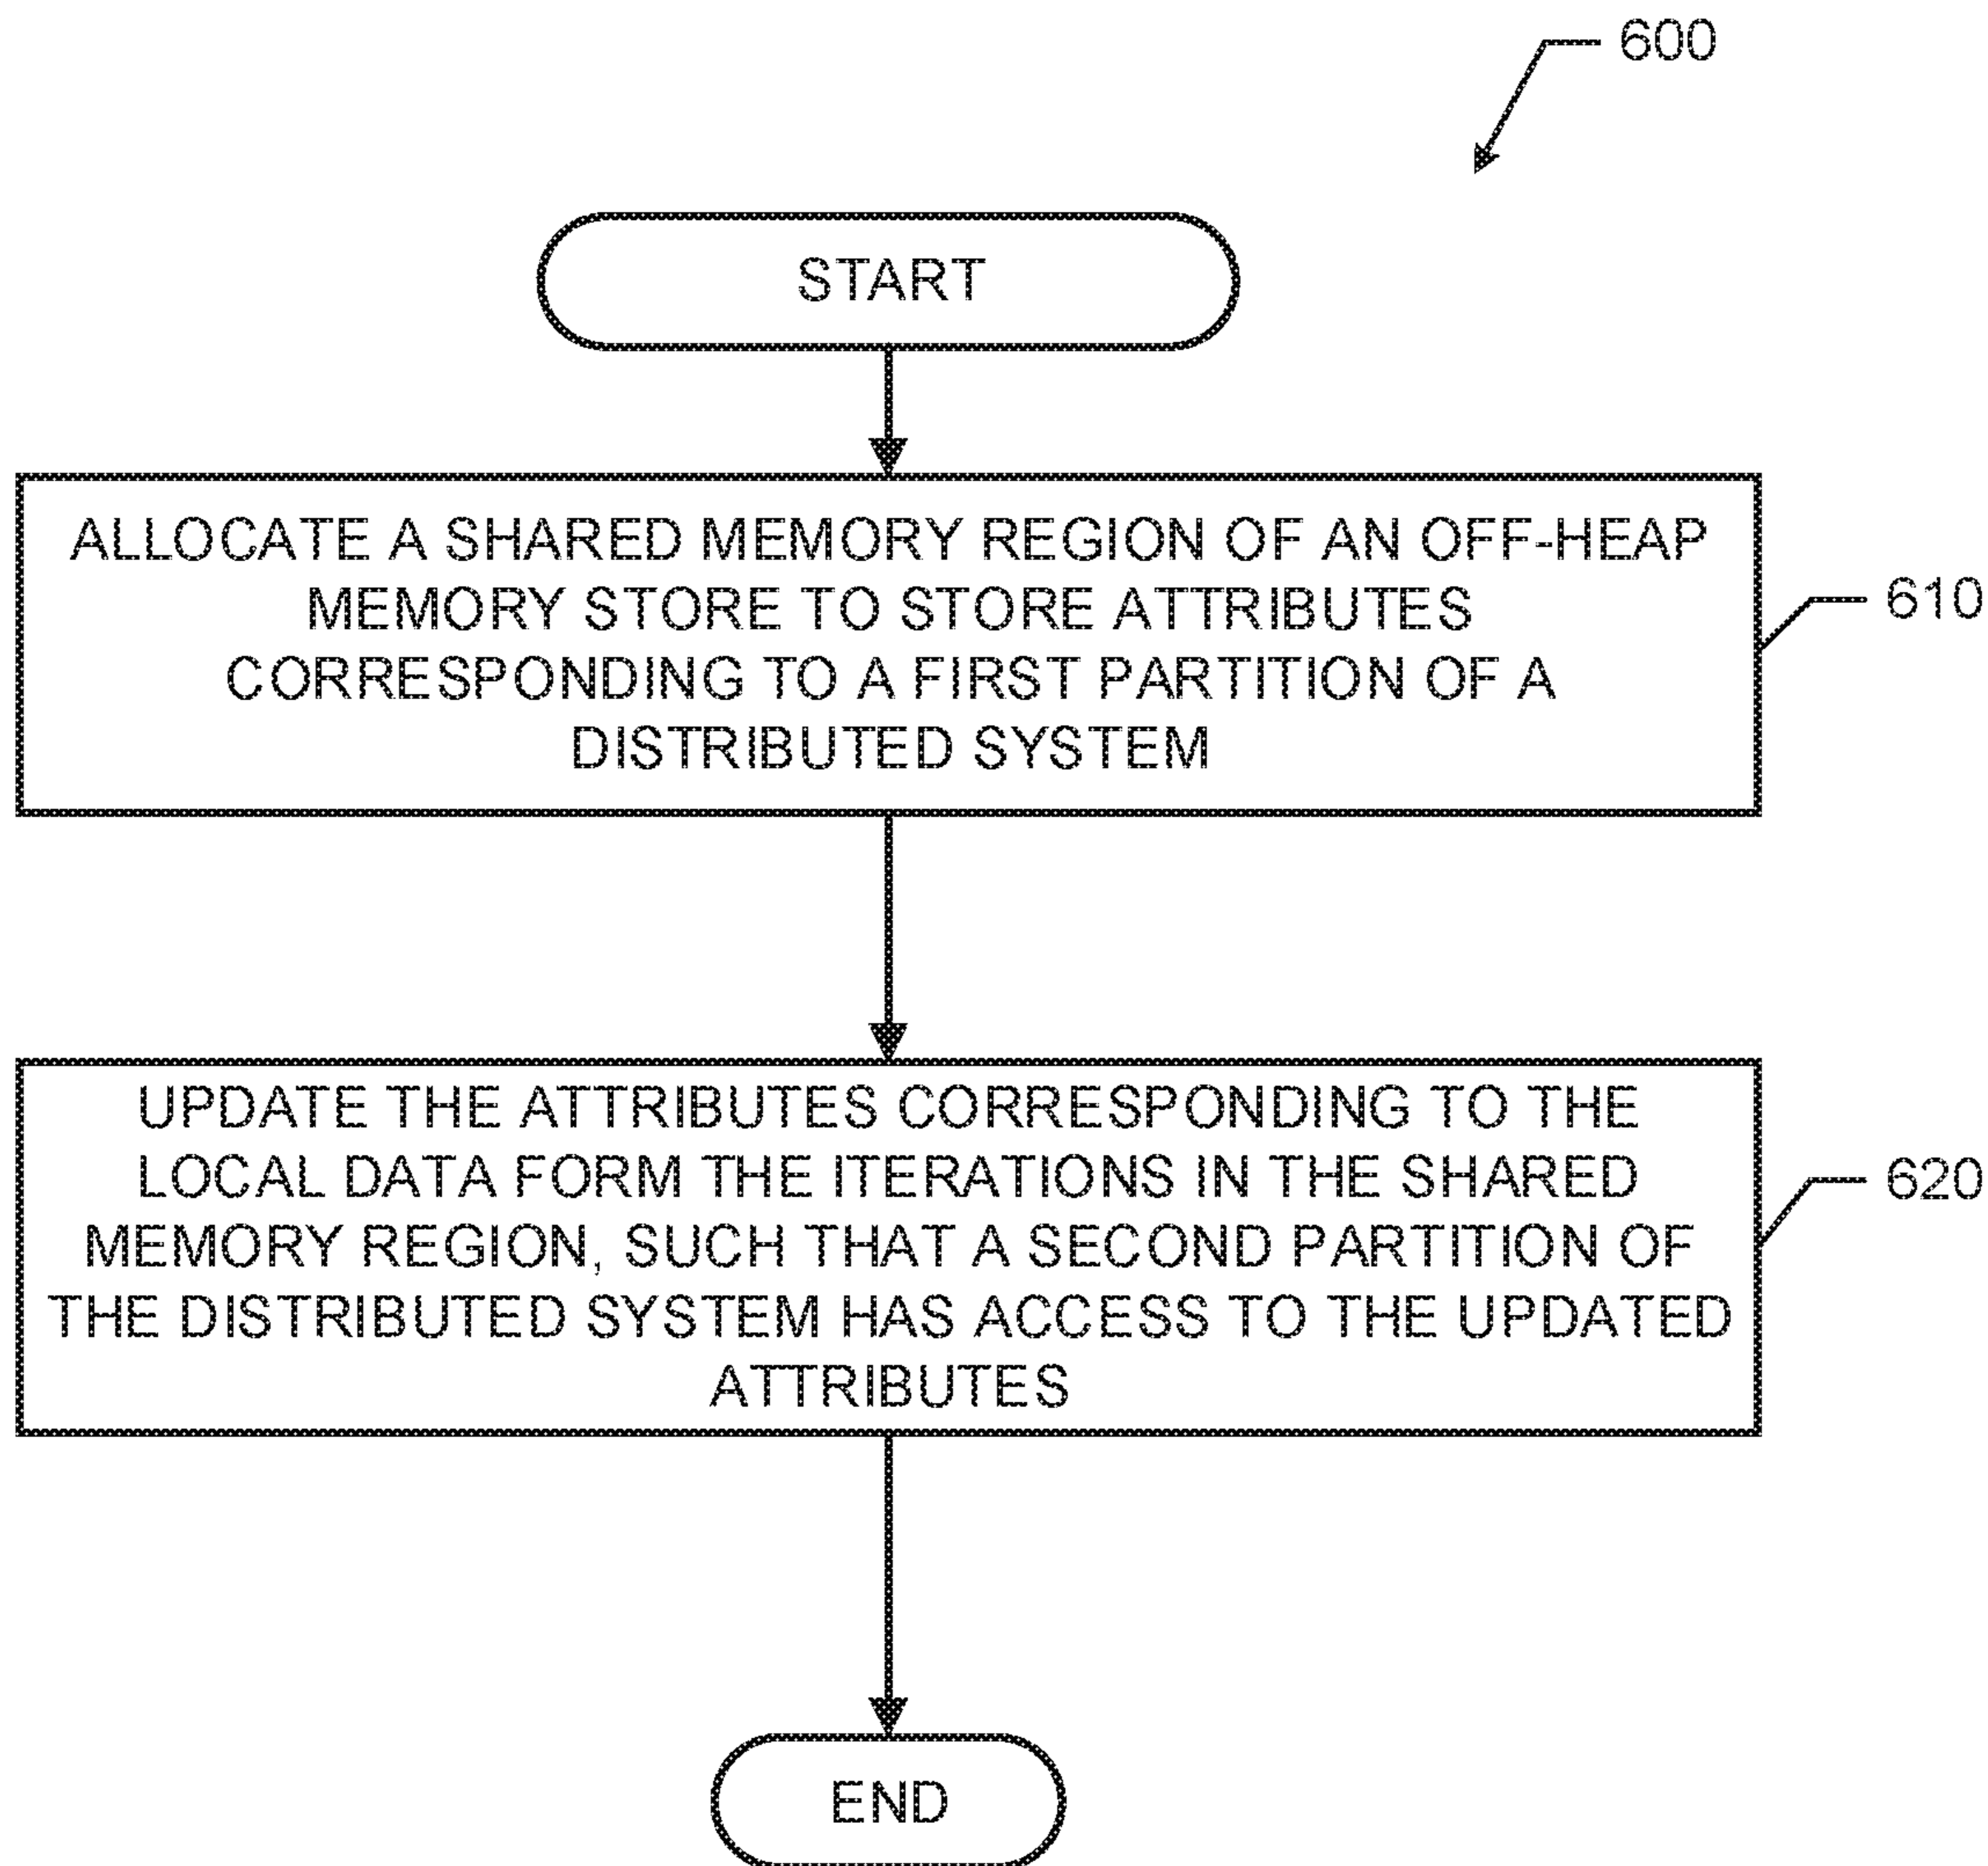 600
START
ALLOCATE A SHARED MEMORY REGION OF AN OFF-HEAP
MEMORY STORE TO STORE ATTRIBUTES
CORRESPONDING TO A FIRST PARTITION OF A
DISTRIBUTED SYSTEM
610
UPDATE THE ATTRIBUTES CORRESPONDING TO THE
LOCAL DATA FORM THE ITERATIONS IN THE SHARED
MEMORY REGION, SUCH THAT A SECOND PARTITION OF
THE DISTRIBUTED SYSTEM HAS ACCESS TO THE UPDATED
ATTRIBUTES
620
END